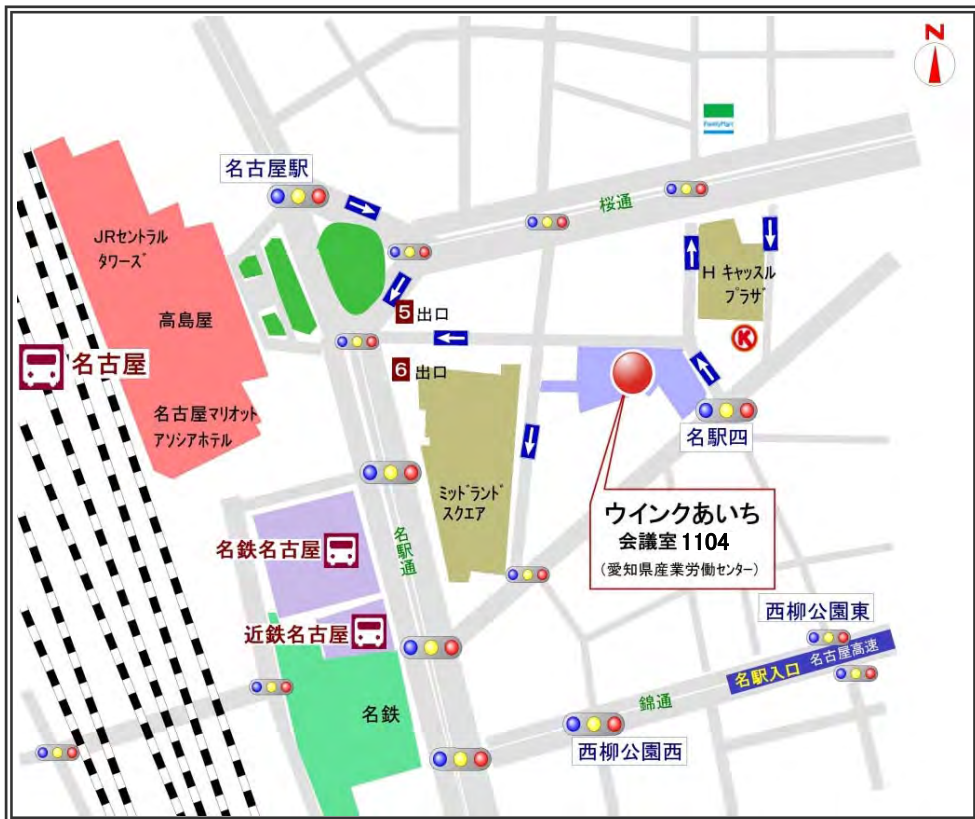 N
FamilyMart
名古屋駅
桜通
JRセントラル
タワーズ
H キャッスル
プラザ
高島屋
5 出口
K
名古屋
6 出口
名古屋マリオット
アソシアホテル
名駅四
ミッドランド
スクエア
ウインクあいち
会議室 1104
(愛知県産業労働センター)
名鉄名古屋
名駅通
近鉄名古屋
西柳公園東
名駅入口 名古屋高速
錦通
名鉄
西柳公園西